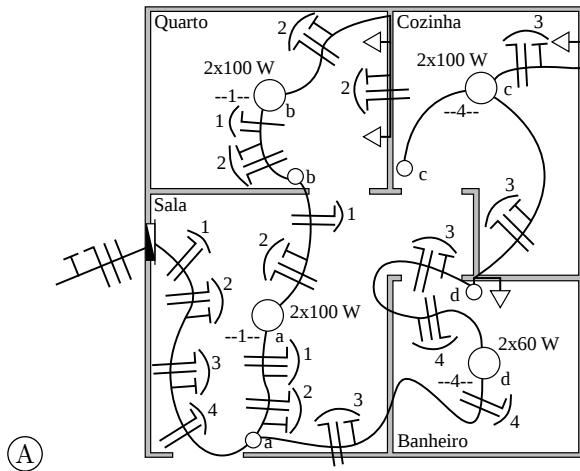 Quarto
Cozinha
2
3
2x100 W
2x100 W
--1--
b
2
c
--4--
1
2
b
c
Sala
3
1
1
3
2
2
d
2x100 W
--1--
a
2x60 W
1
4
3
--4--
d
2
4
3
4
a
Banheiro
A